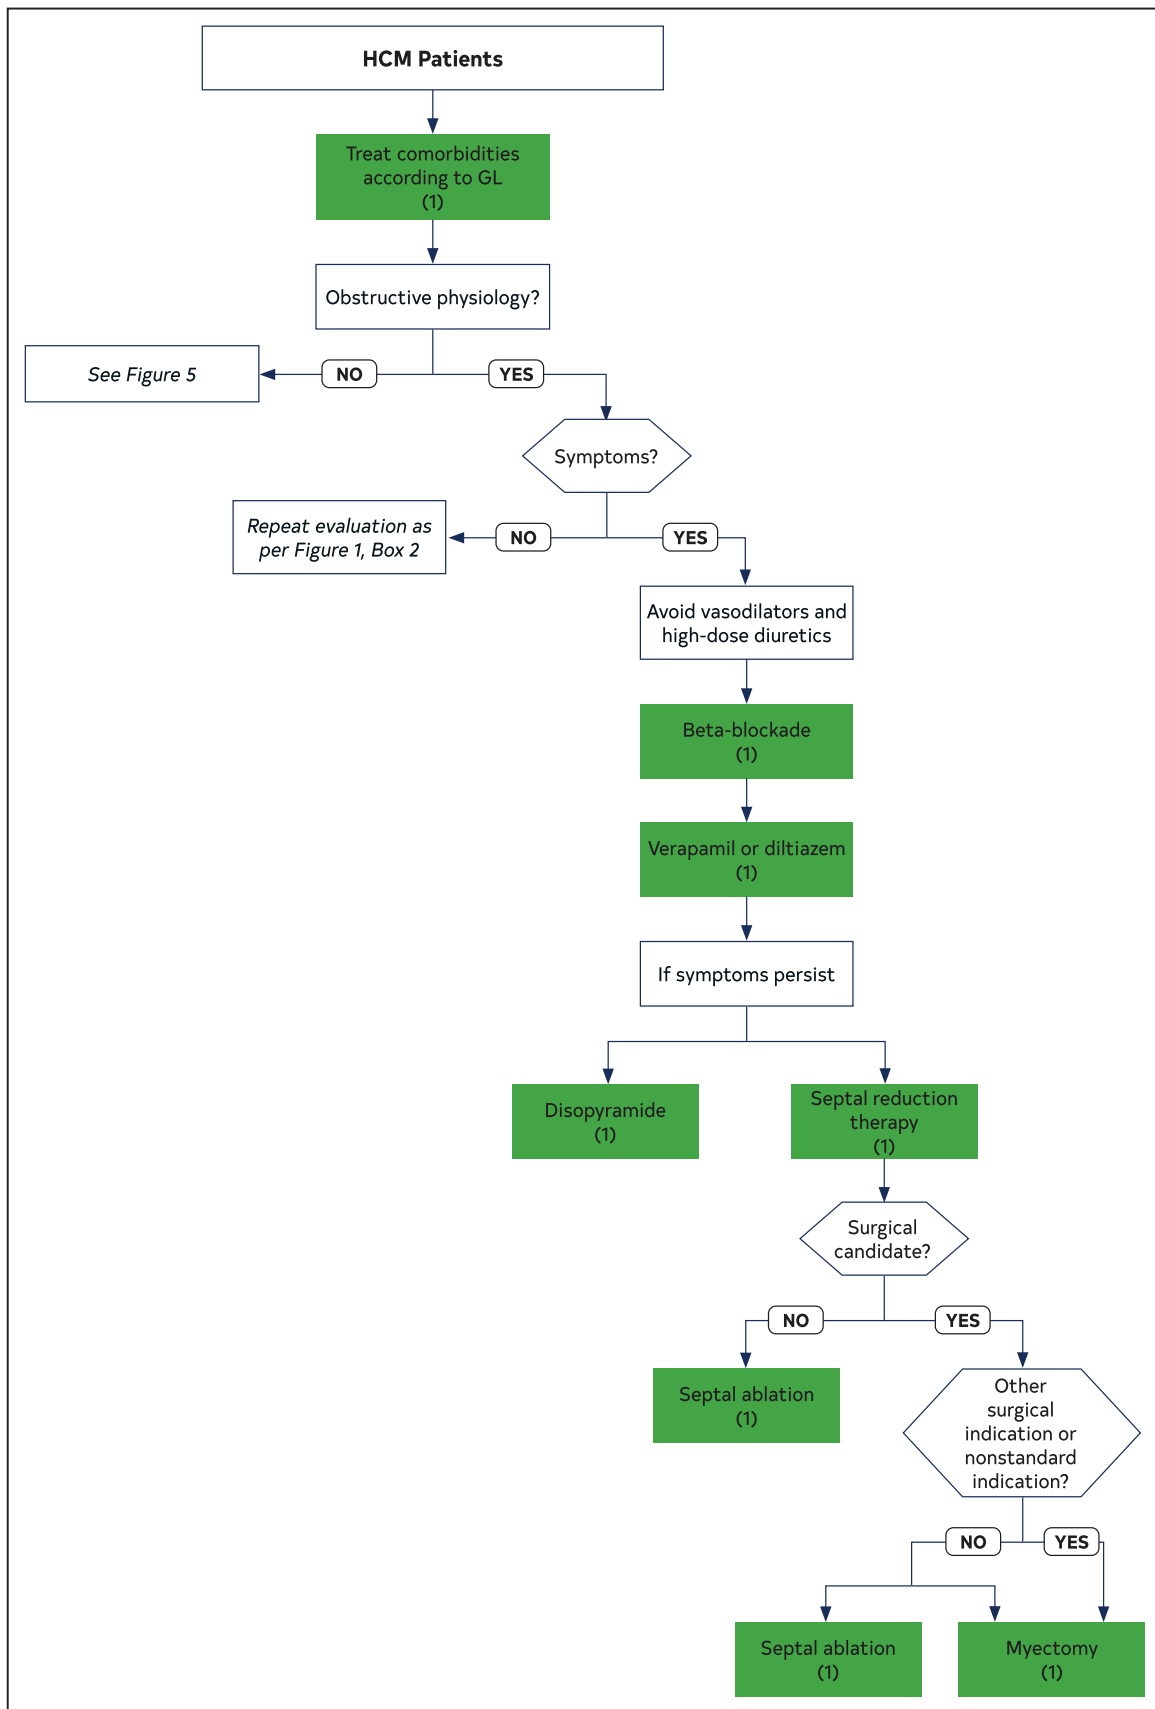 HCM Patients
Treat comorbidities
according to GL
(1)
Obstructive physiology?
NO
YES
See Figure 5
Symptoms?
NO
YES
Repeat evaluation as
per Figure 1, Box 2
Avoid vasodilators and
high-dose diuretics
Beta-blockade
(1)
Verapamil or diltiazem
(1)
If symptoms persist
Disopyramide
(1)
Septal reduction
therapy
(1)
Surgical
candidate?
NO
YES
Septal ablation
(1)
Other
surgical
indication or
nonstandard
indication?
NO
YES
Septal ablation
(1)
Myectomy
(1)